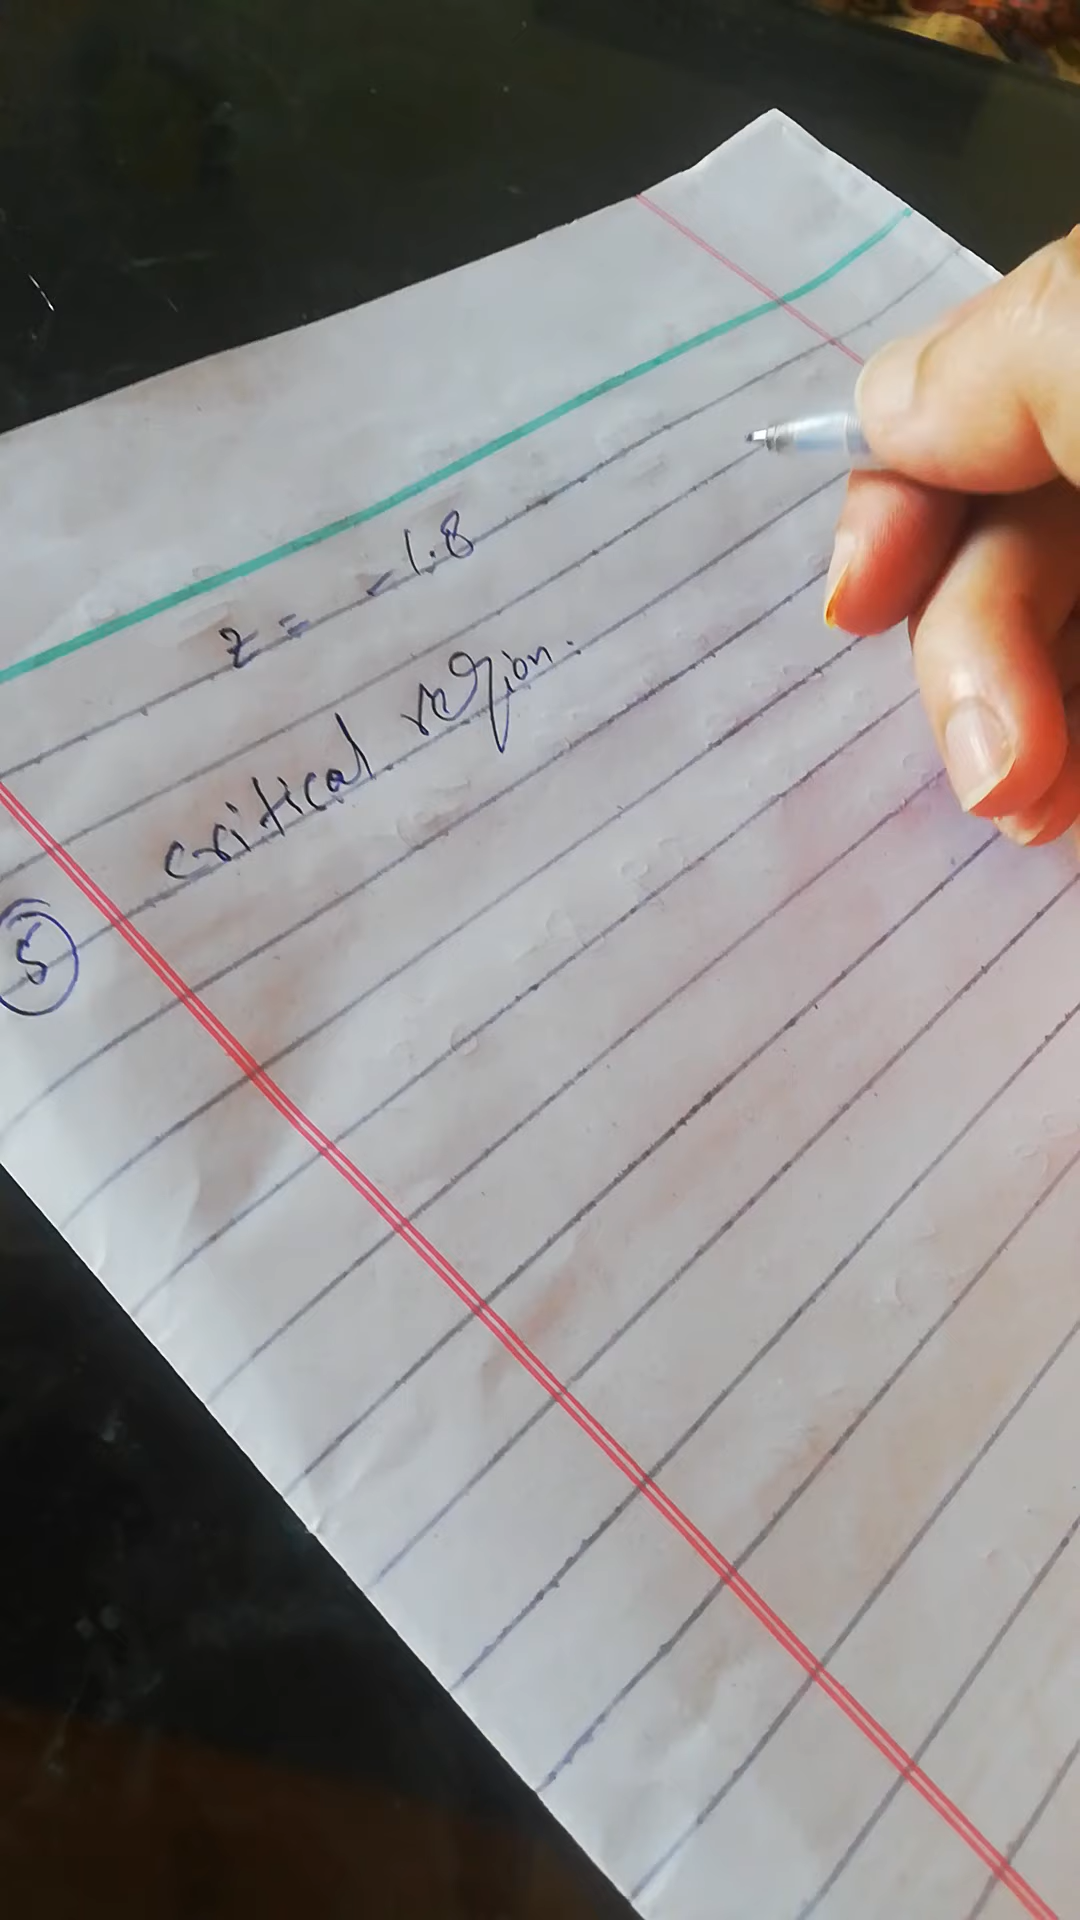 z = -1.8
critical region.
5